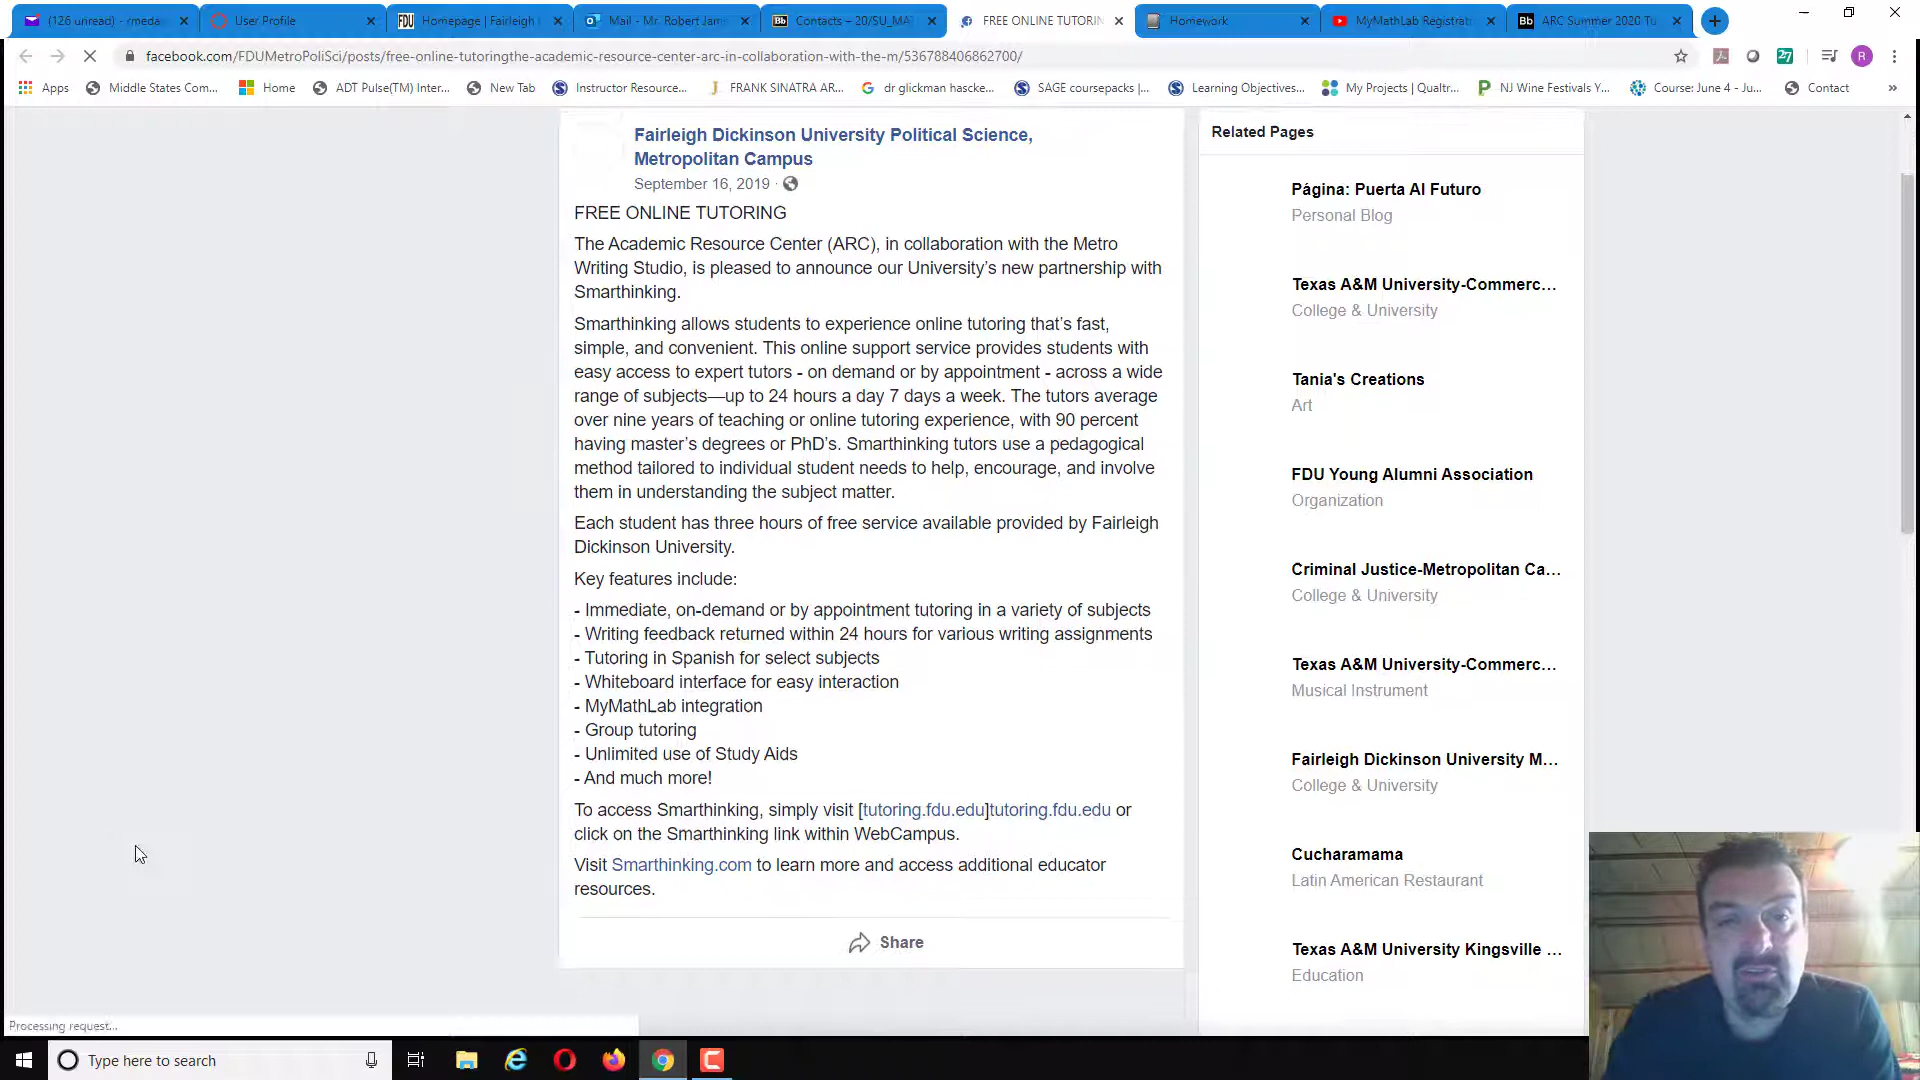 (126 unread) - rmeda
User Profile
FDU Homepage | Fairleigh
Mail - Mr. Robert Jam
Bb Contacts – 20/SU_MA
FREE ONLINE TUTORIN
Homework
MyMathLab Registrat
Bb ARC Summer 2020 Tu
facebook.com/FDUMetroPoliSci/posts/free-online-tutoringthe-academic-resource-center-arc-in-collaboration-with-the-m/536788406862700/
27
R
Apps
Middle States Com...
Home
ADT Pulse(TM) Inter...
New Tab
Instructor Resource...
FRANK SINATRA AR...
dr glickman hascke...
SAGE coursepacks |...
Learning Objectives...
My Projects | Qualtr...
NJ Wine Festivals Y...
Course: June 4 - Ju...
Contact
»
Fairleigh Dickinson University Political Science,
Metropolitan Campus
September 16, 2019 ·
FREE ONLINE TUTORING
The Academic Resource Center (ARC), in collaboration with the Metro
Writing Studio, is pleased to announce our University’s new partnership with
Smarthinking.
Smarthinking allows students to experience online tutoring that’s fast,
simple, and convenient. This online support service provides students with
easy access to expert tutors - on demand or by appointment - across a wide
range of subjects—up to 24 hours a day 7 days a week. The tutors average
over nine years of teaching or online tutoring experience, with 90 percent
having master’s degrees or PhD’s. Smarthinking tutors use a pedagogical
method tailored to individual student needs to help, encourage, and involve
them in understanding the subject matter.
Each student has three hours of free service available provided by Fairleigh
Dickinson University.
Key features include:
- Immediate, on-demand or by appointment tutoring in a variety of subjects
- Writing feedback returned within 24 hours for various writing assignments
- Tutoring in Spanish for select subjects
- Whiteboard interface for easy interaction
- MyMathLab integration
- Group tutoring
- Unlimited use of Study Aids
- And much more!
To access Smarthinking, simply visit [tutoring.fdu.edu]tutoring.fdu.edu or
click on the Smarthinking link within WebCampus.
Visit Smarthinking.com to learn more and access additional educator
resources.
Share
Related Pages
Página: Puerta Al Futuro
Personal Blog
Texas A&M University-Commerc...
College & University
Tania's Creations
Art
FDU Young Alumni Association
Organization
Criminal Justice-Metropolitan Ca...
College & University
Texas A&M University-Commerc...
Musical Instrument
Fairleigh Dickinson University M...
College & University
Cucharamama
Latin American Restaurant
Texas A&M University Kingsville ...
Education
Processing request...
Type here to search